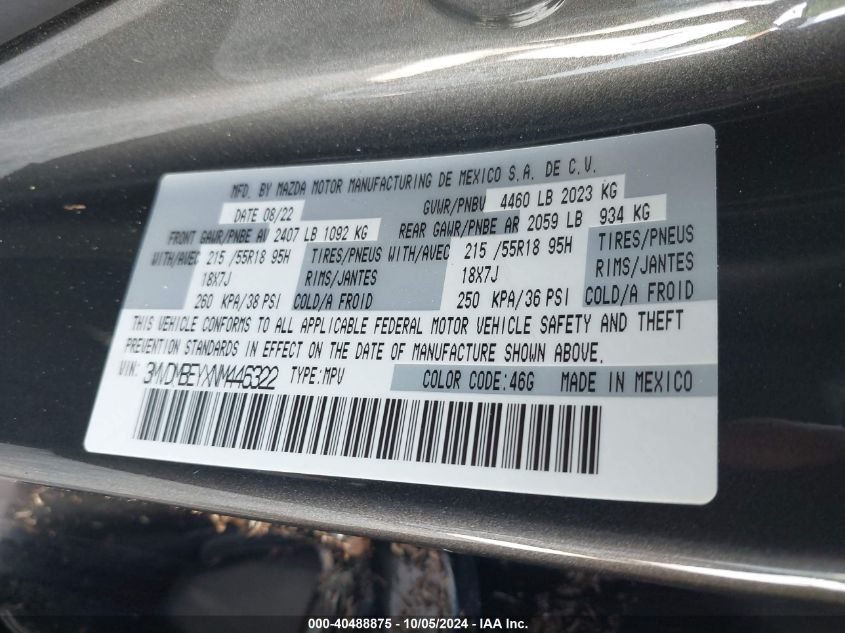 MFD. BY MAZDA MOTOR MANUFACTURING DE MEXICO S.A. DE C.V.
DATE 08/22 GVWR/PNBV 4460 LB 2023 KG
FRONT GAWR/PNBE AV 2407 LB 1092 KG REAR GAWR/PNBE AR 2059 LB 934 KG
WITH/AVEC 215 /55R18 95H TIRES/PNEUS WITH/AVEC 215 /55R18 95H TIRES/PNEUS
18X7J RIMS/JANTES 18X7J RIMS/JANTES
260 KPA/38 PSI COLD/A FROID 250 KPA/36 PSI COLD/A FROID
THIS VEHICLE CONFORMS TO ALL APPLICABLE FEDERAL MOTOR VEHICLE SAFETY AND THEFT
PREVENTION STANDARDS IN EFFECT ON THE DATE OF MANUFACTURE SHOWN ABOVE.
VIN: 3MVDMBEYXNM446322 TYPE:MPV COLOR CODE:46G MADE IN MEXICO
000-40488875 - 10/05/2024 - IAA Inc.